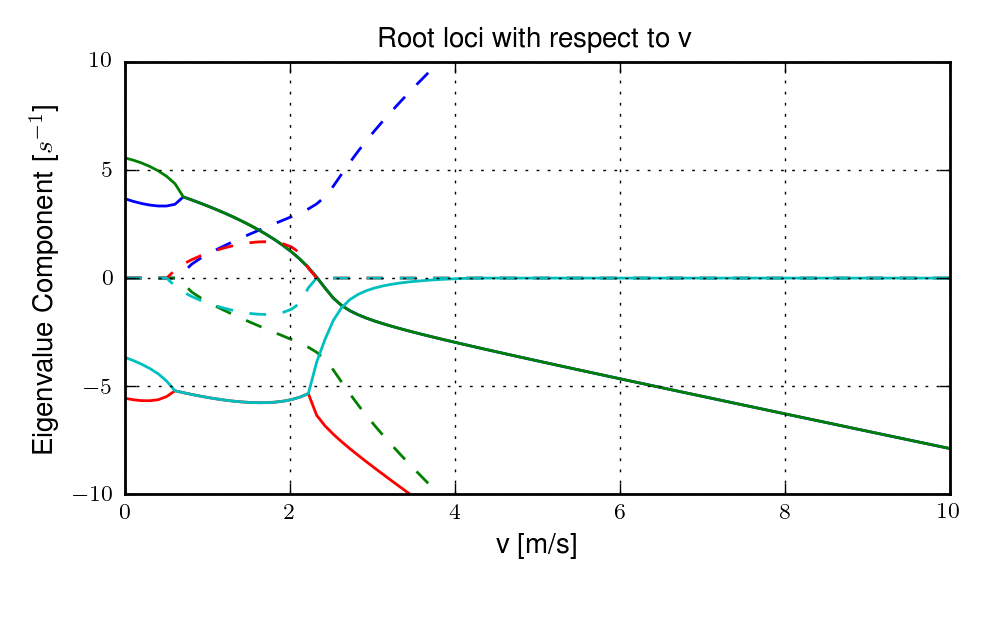 Root loci with respect to v
Eigenvalue Component [s⁻¹]
10
5
0
−5
−10
0 2 4 6 8 10
v [m/s]